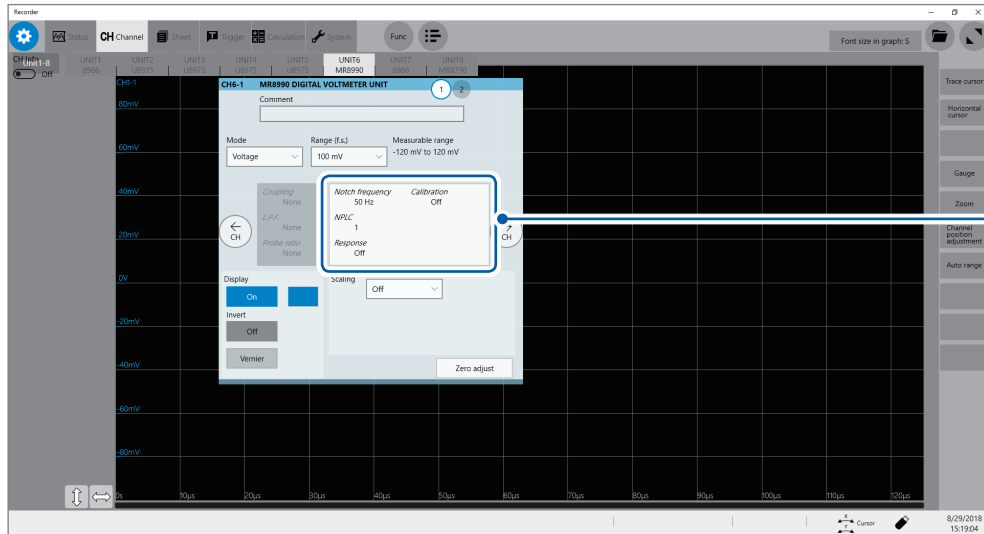 Recorder
Status CH Channel Sheet Trigger Calculation System Func Font size in graph: S
Unit1-8
Off
UNIT1 UNIT2 UNIT3 UNIT4 UNIT5 UNIT6 UNIT7 UNIT8
8966 U8975 U8975 U8975 U8975 MR8990 8966 MR8790
CH1-1
CH6-1 MR8990 DIGITAL VOLTMETER UNIT 1 2
Comment
Mode Range (f.s.) Measurable range
Voltage 100 mV -120 mV to 120 mV
Coupling
None
L.P.F.
None
Probe ratio
None
Notch frequency Calibration
50 Hz Off
NPLC
1
Response
Off
CH
CH
Display Scaling
On Off
Invert
Off
Vernier
Zero adjust
80mV
60mV
40mV
20mV
0V
-20mV
-40mV
-60mV
-80mV
0s 10µs 20µs 30µs 40µs 50µs 60µs 70µs 80µs 90µs 100µs 110µs 120µs
Trace cursor
Horizontal
cursor
Gauge
Zoom
Channel
position
adjustment
Auto range
X
Y
Cursor
8/29/2018
15:19:04